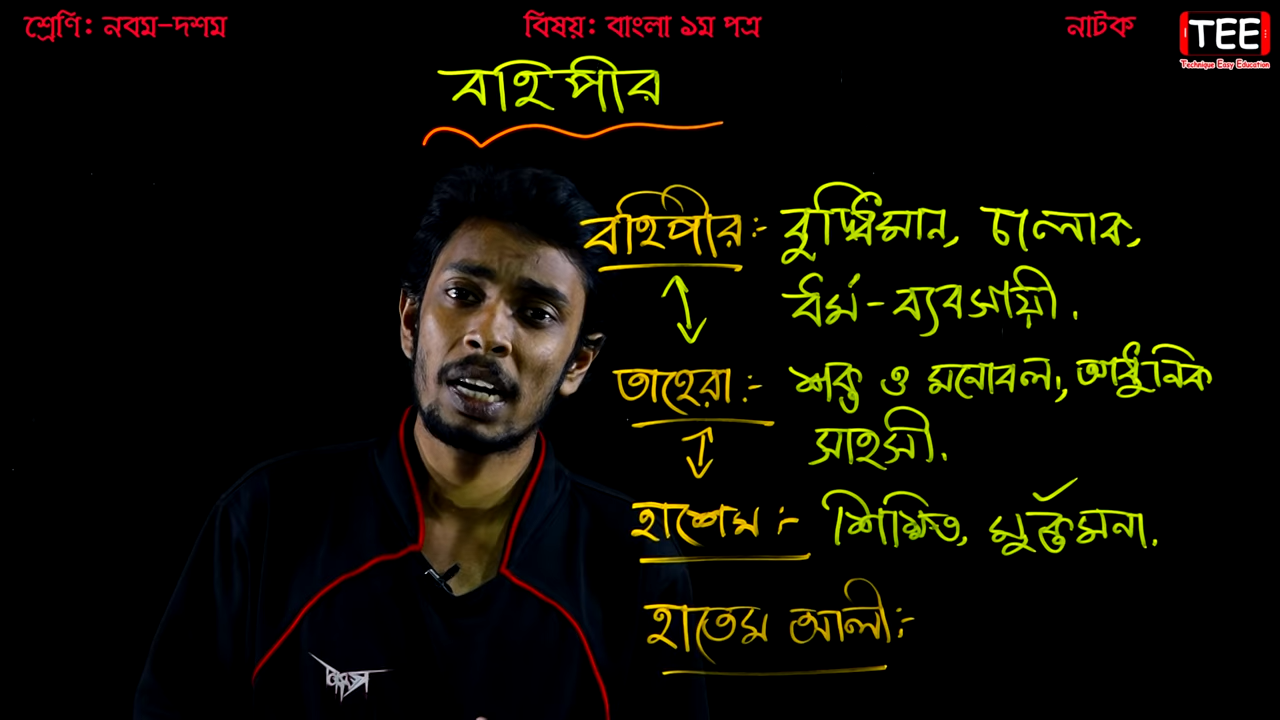 শ্রেণি: নবম-দশম
বিষয়: বাংলা ১ম পত্র
নাটক
TEE
Technique Easy Education
বহিপীর
বহিপীর:- বুদ্ধিমান, চালাক,
ধর্ম-ব্যবসায়ী.
তাহেরা:- শক্ত ও মনোবল, আধুনিক
সাহসী.
হাশেম:- শিক্ষিত, মুক্তমনা.
হাতেম আলী:-